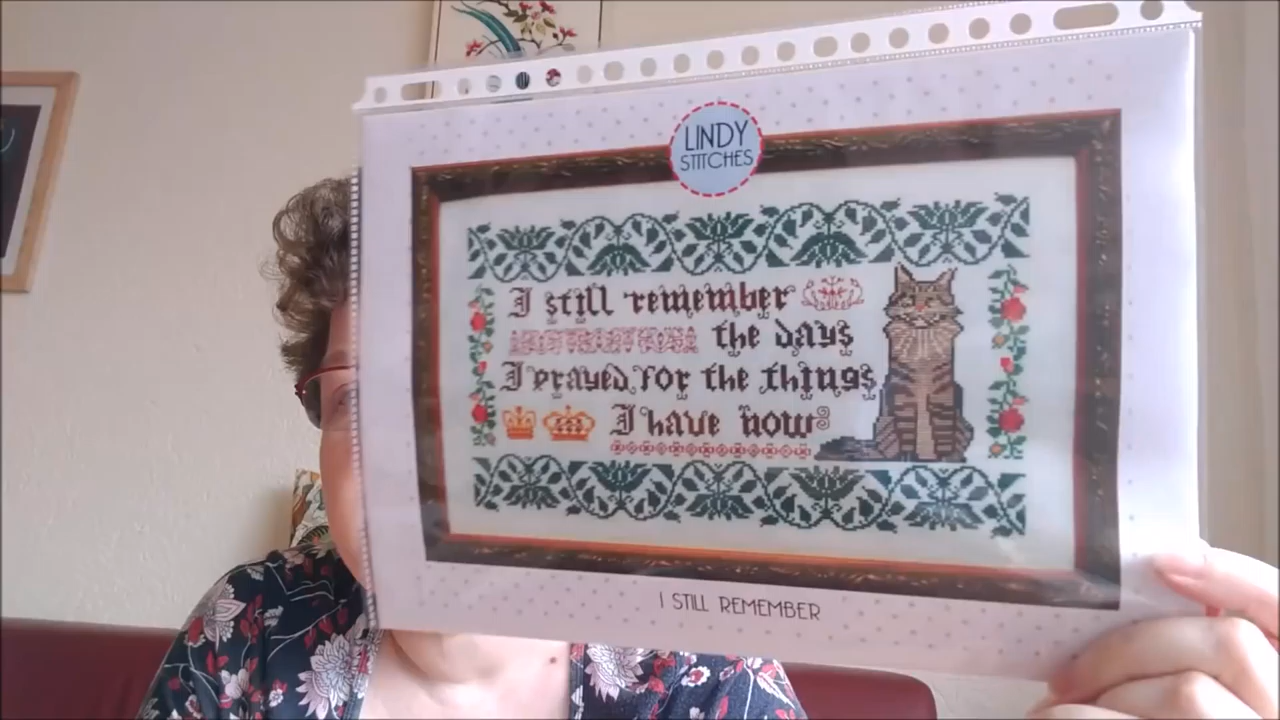 LINDY
STITCHES
I still remember
the days
I prayed for the things
I have now
I STILL REMEMBER